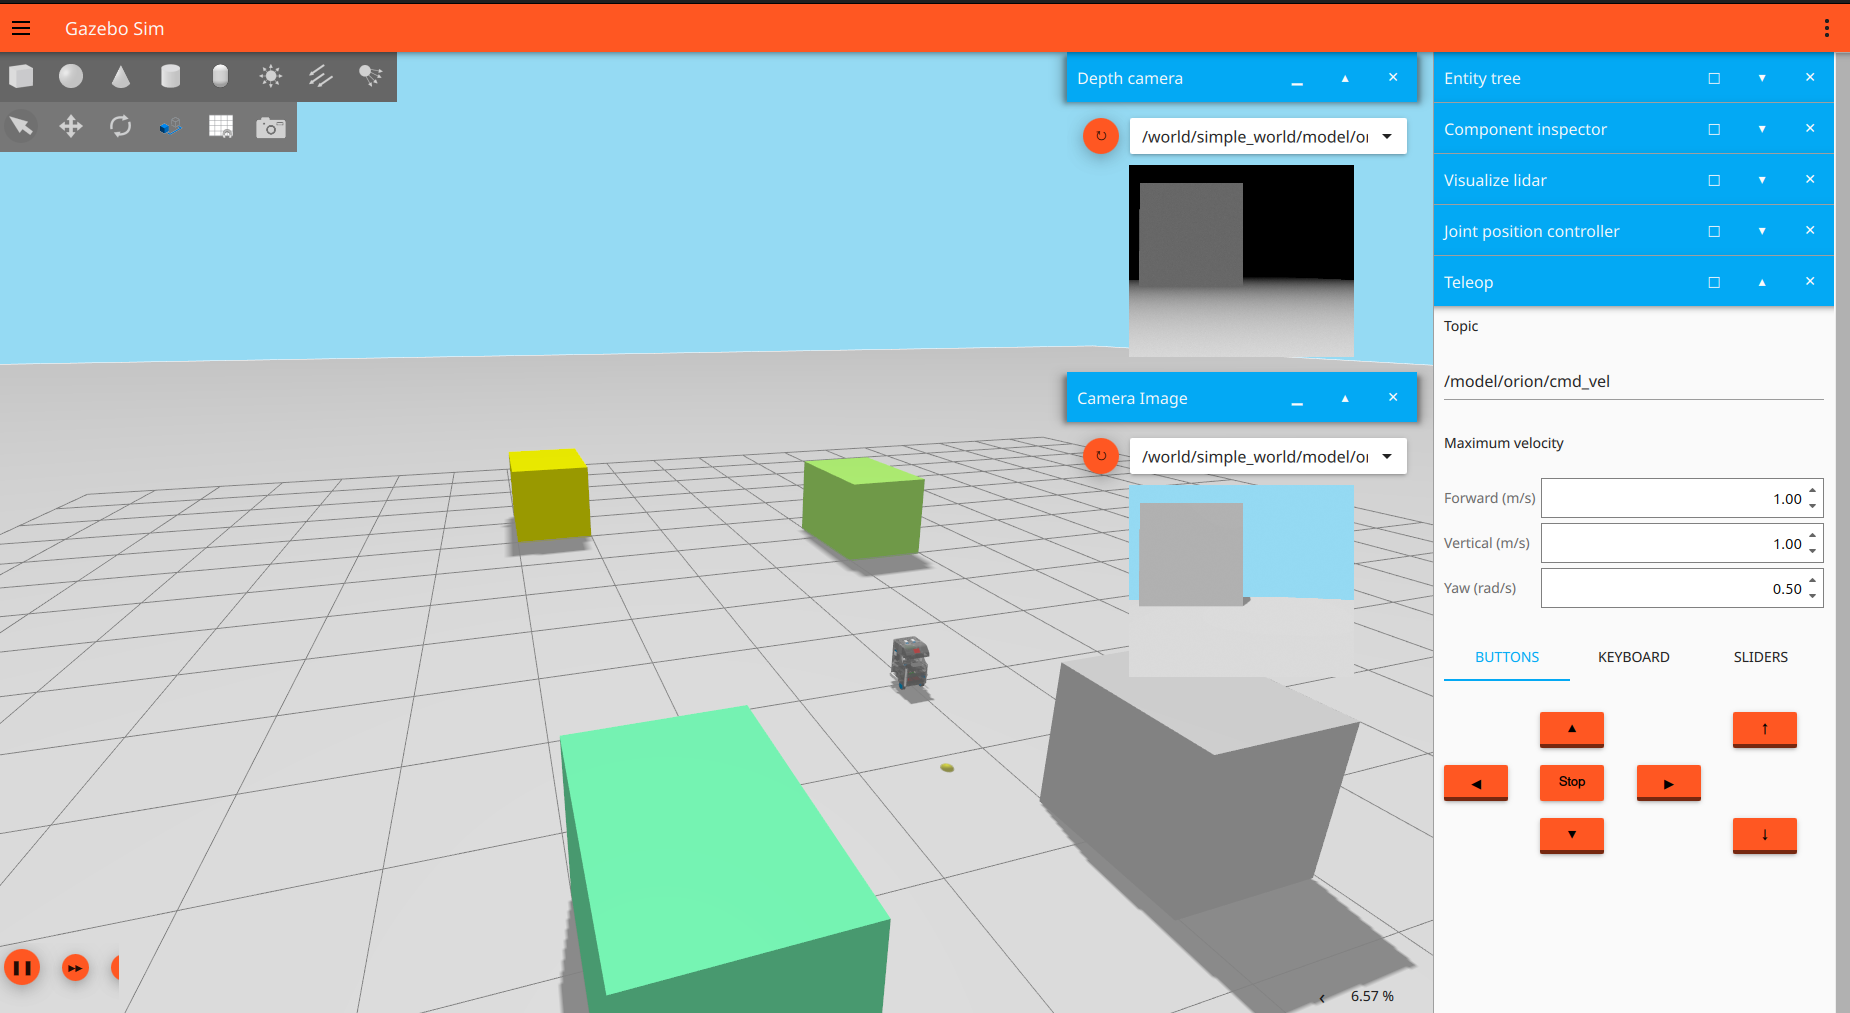 Gazebo Sim
Depth camera
/world/simple_world/model/or
Camera Image
/world/simple_world/model/or
Entity tree
Component inspector
Visualize lidar
Joint position controller
Teleop
Topic
/model/orion/cmd_vel
Maximum velocity
Forward (m/s) 1.00
Vertical (m/s) 1.00
Yaw (rad/s) 0.50
BUTTONS KEYBOARD SLIDERS
Stop
6.57 %